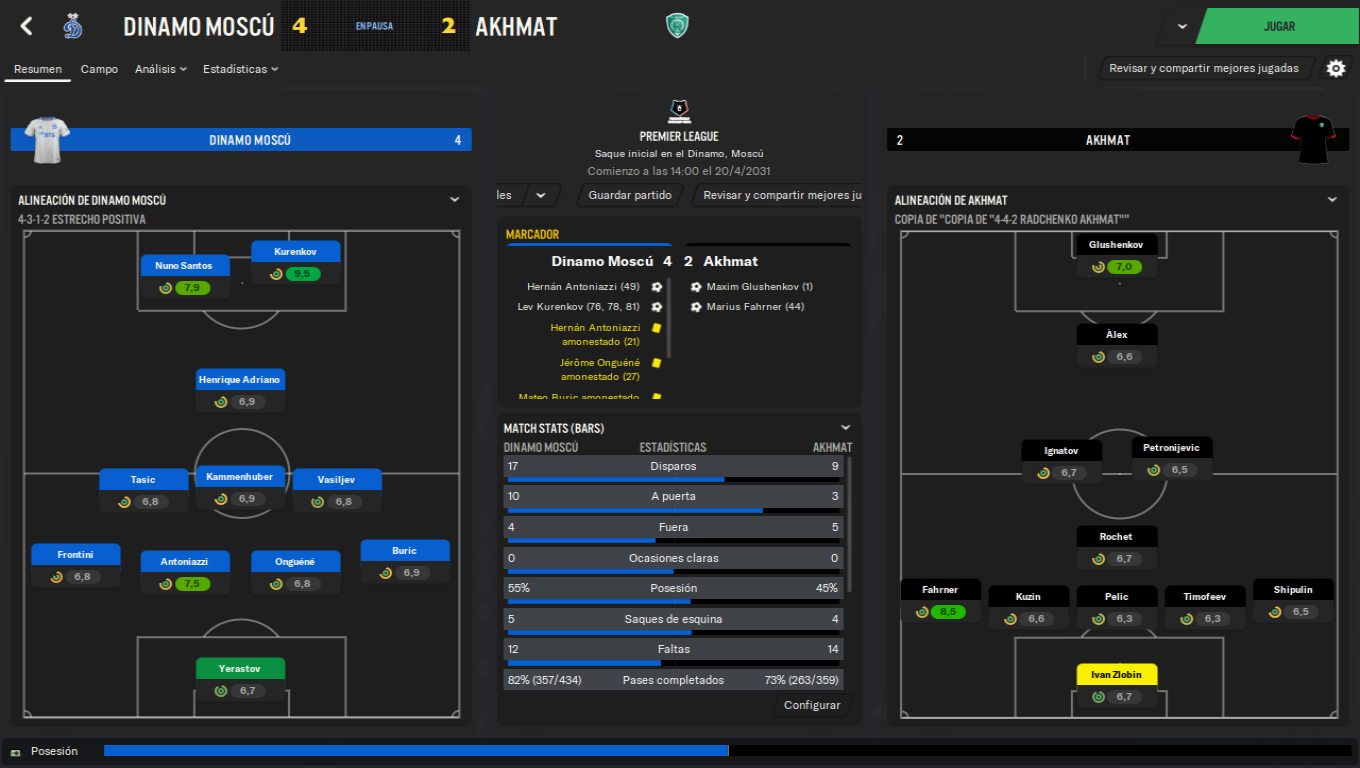 DINAMO MOSCÚ 4 EN PAUSA 2 AKHMAT
JUGAR
Resumen Campo Análisis Estadísticas
Revisar y compartir mejores jugadas
DINAMO MOSCÚ 4
ALINEACIÓN DE DINAMO MOSCÚ
4-3-1-2 ESTRECHO POSITIVA
Kurenkov
9,5
Nuno Santos
7,9
Henrique Adriano
6,9
Tasic Kammenhuber Vasiljev
6,8 6,9 6,8
Frontini Antoniazzi Onguéné Buric
6,8 7,5 6,8 6,9
Yerastov
6,7
PREMIER LEAGUE
Saque inicial en el Dinamo, Moscú
Comienzo a las 14:00 el 20/4/2031
les Guardar partido Revisar y compartir mejores ju
MARCADOR
Dinamo Moscú 4 2 Akhmat
Hernán Antoniazzi (49) Maxim Glushenkov (1)
Lev Kurenkov (76, 78, 81) Marius Fahrner (44)
Hernán Antoniazzi
amonestado (21)
Jérôme Onguéné
amonestado (27)
Mateo Buric amonestado
MATCH STATS (BARS)
DINAMO MOSCÚ ESTADÍSTICAS AKHMAT
17 Disparos 9
10 A puerta 3
4 Fuera 5
0 Ocasiones claras 0
55% Posesión 45%
5 Saques de esquina 4
12 Faltas 14
82% (357/434) Pases completados 73% (263/359)
Configurar
2 AKHMAT
ALINEACIÓN DE AKHMAT
COPIA DE "COPIA DE "4-4-2 RADCHENKO AKHMAT""
Glushenkov
7,0
Àlex
6,6
Ignatov Petronijevic
6,7 6,5
Rochet
6,7
Fahrner Kuzin Pelic Timofeev Shipulin
8,5 6,6 6,3 6,3 6,5
Ivan Zlobin
6,7
Posesión